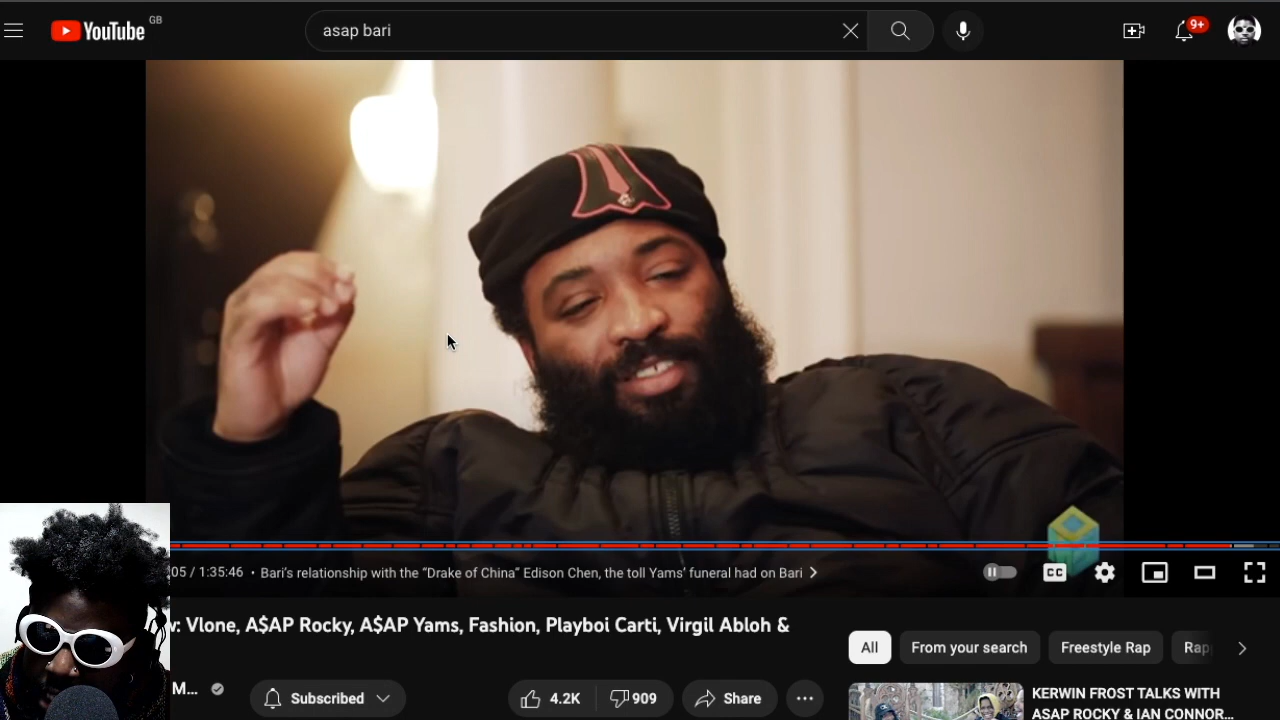 YouTube GB
asap bari
9+
05 / 1:35:46 • Bari's relationship with the “Drake of China” Edison Chen, the toll Yams' funeral had on Bari
CC
: Vlone, A$AP Rocky, A$AP Yams, Fashion, Playboi Carti, Virgil Abloh &
All
From your search
Freestyle Rap
Rap
M...
Subscribed
4.2K
909
Share
KERWIN FROST TALKS WITH
ASAP ROCKY & IAN CONNOR...